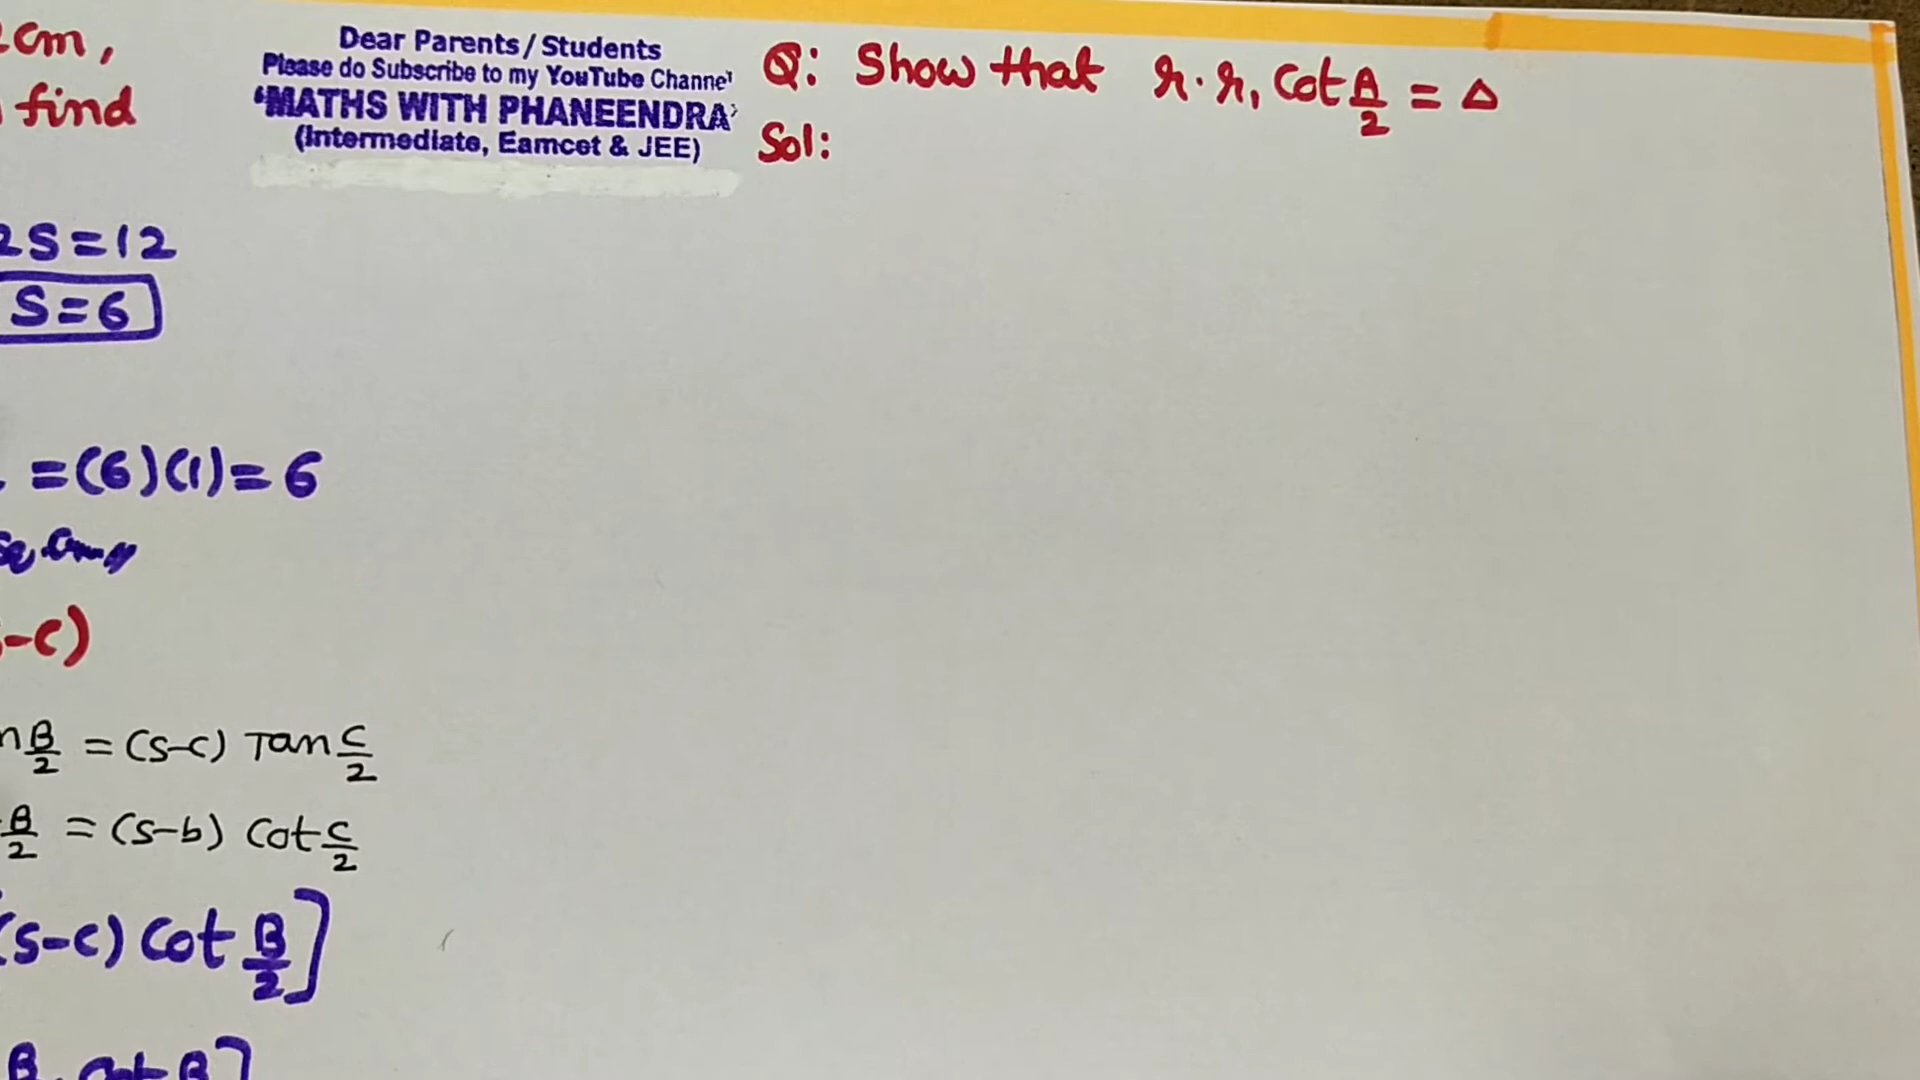 cm,
find
2S=12
S=6
=(6)(1)=6
-c)
B/2 = (s-c) Tan C/2
B/2 = (s-b) Cot C/2
(s-c) Cot B/2]
Dear Parents/Students
Please do Subscribe to my YouTube Channel
'MATHS WITH PHANEENDRA'
(Intermediate, Eamcet & JEE)
Q: Show that r·r₁ Cot A/2 = Δ
Sol: